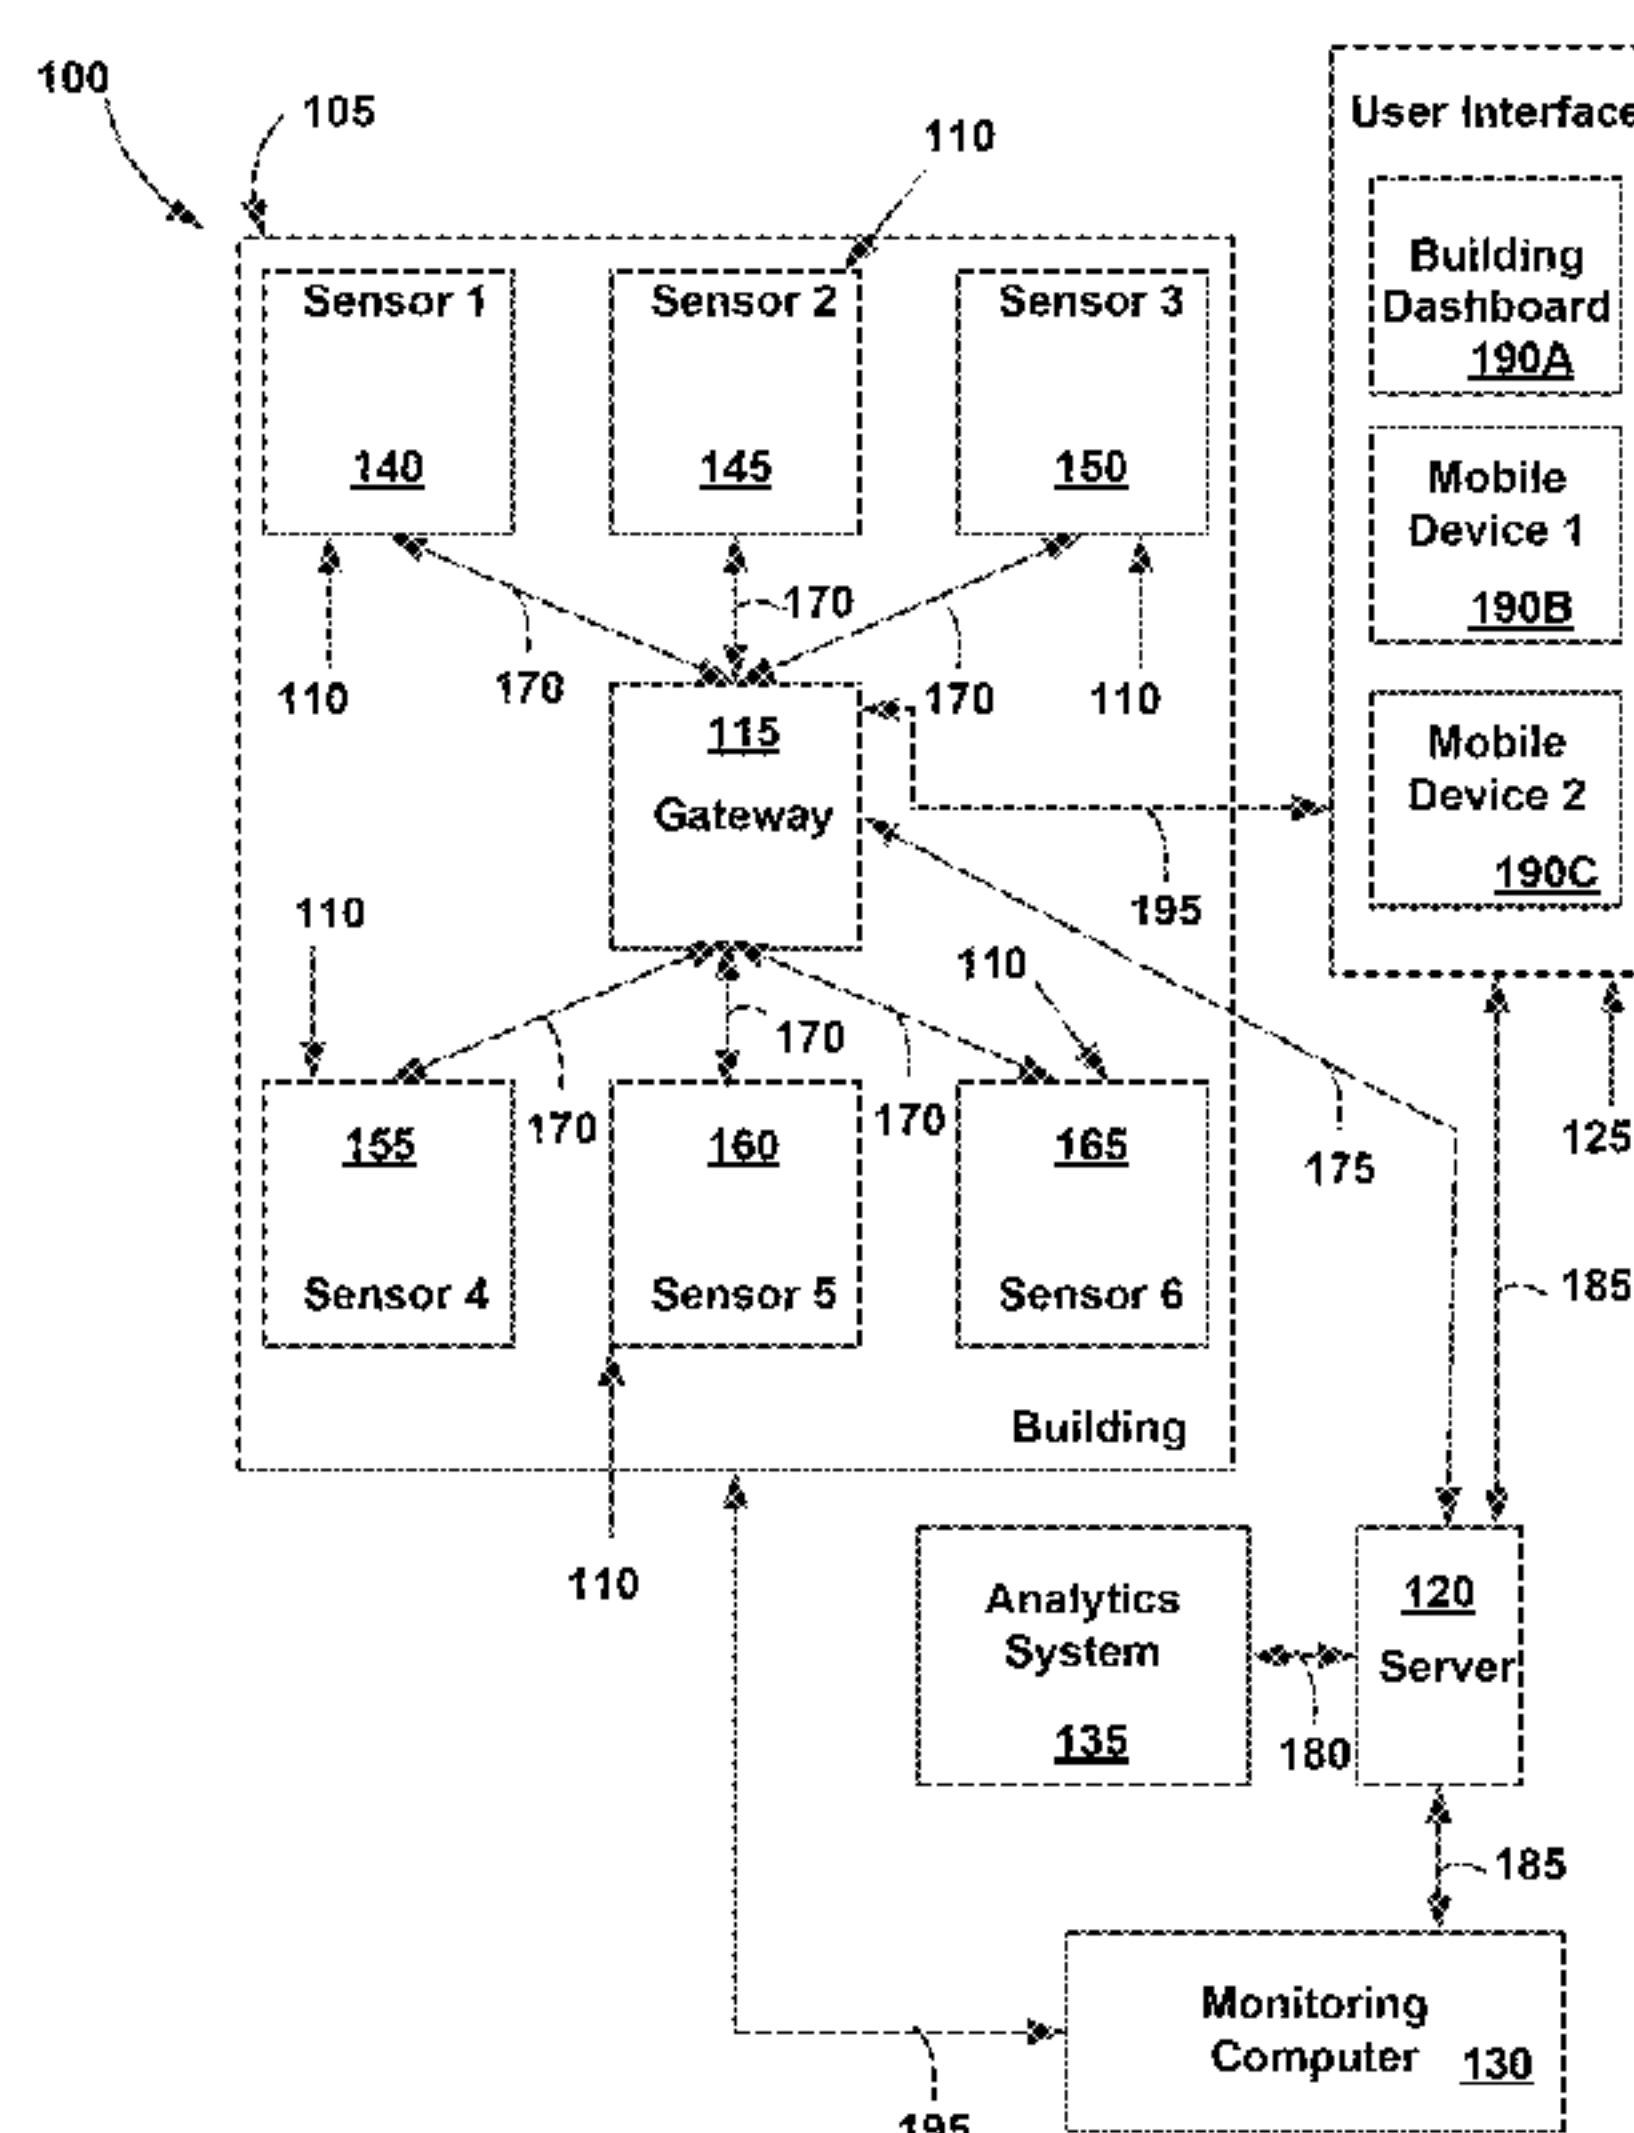 100
105
110
User Interface
Building
Dashboard
190A
Sensor 1
Sensor 2
Sensor 3
140
145
150
Mobile
Device 1
190B
170
110
170
170
110
115
Gateway
Mobile
Device 2
190C
195
110
110
170
170
170
155
160
165
175
125
Sensor 4
Sensor 5
Sensor 6
185
Building
110
Analytics
System
135
120
Server
180
185
Monitoring
Computer 130
195